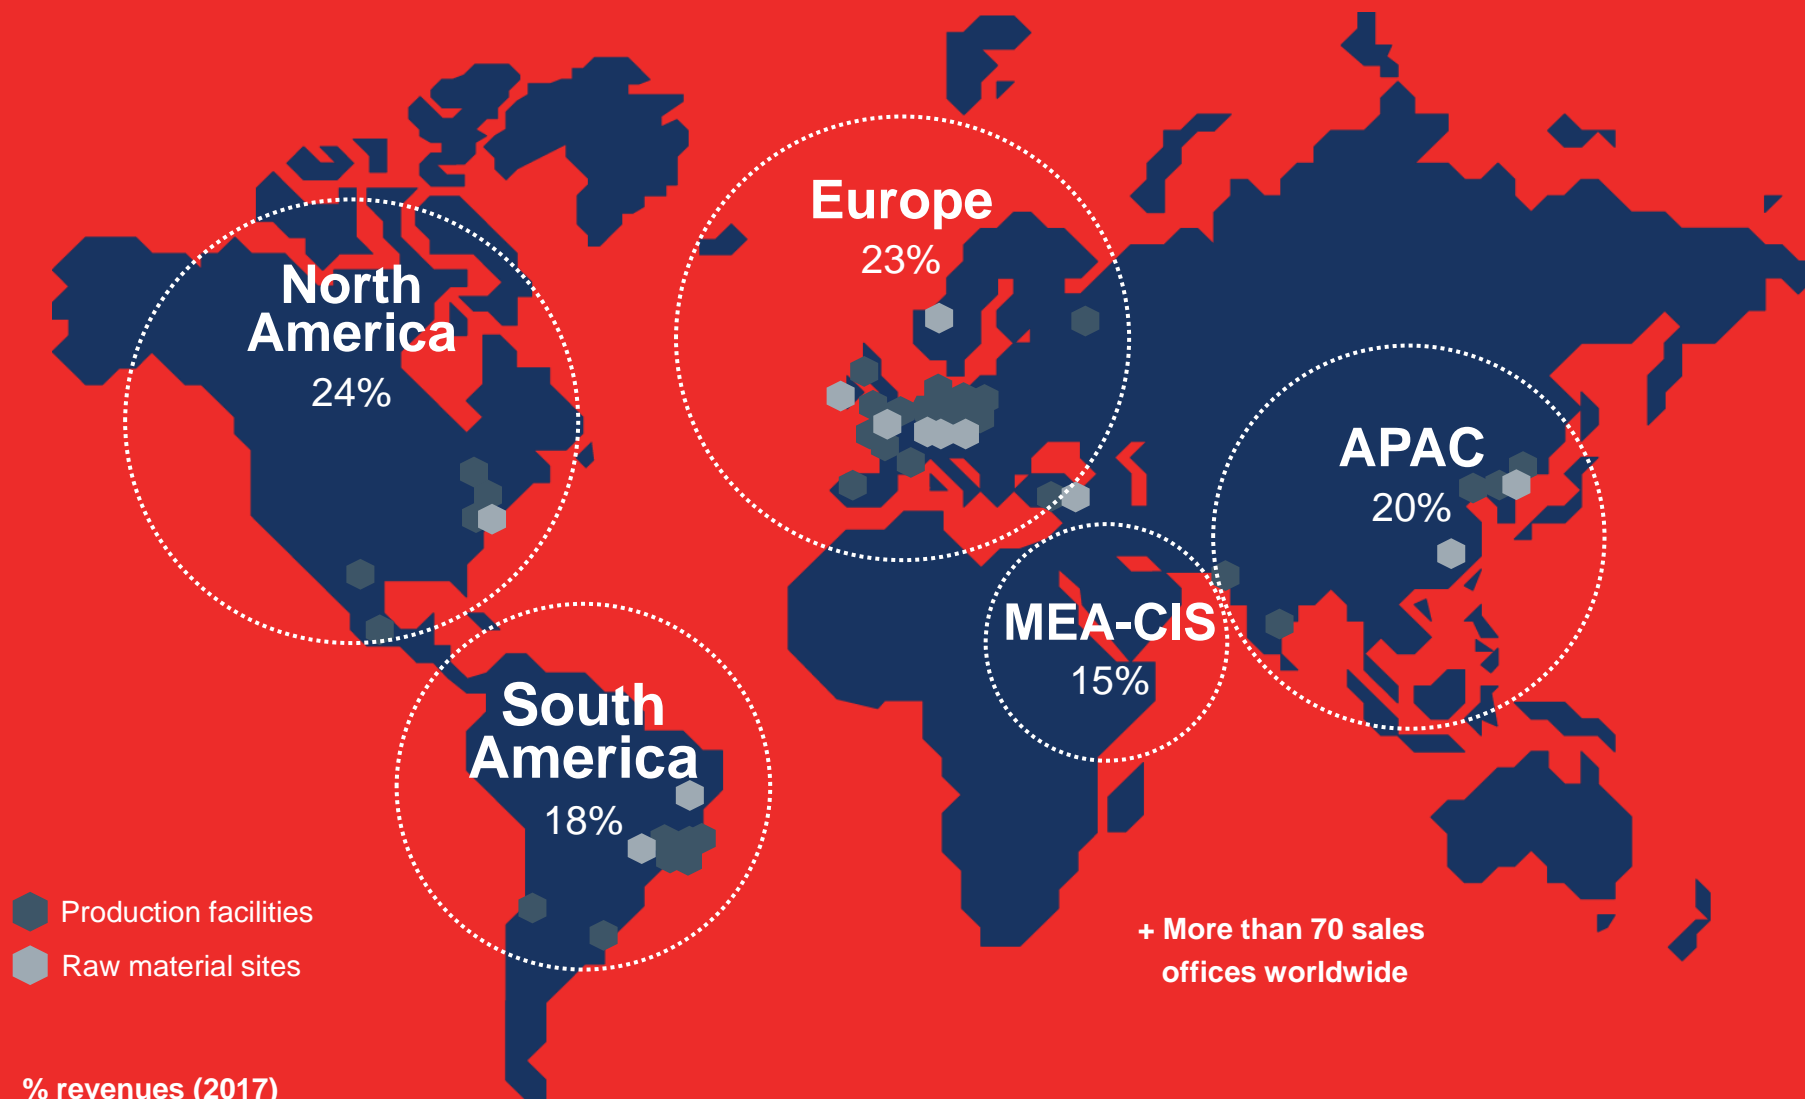 Europe
23%
North
America
24%
APAC
20%
MEA-CIS
15%
South
America
18%
Production facilities
Raw material sites
+ More than 70 sales
offices worldwide
% revenues (2017)